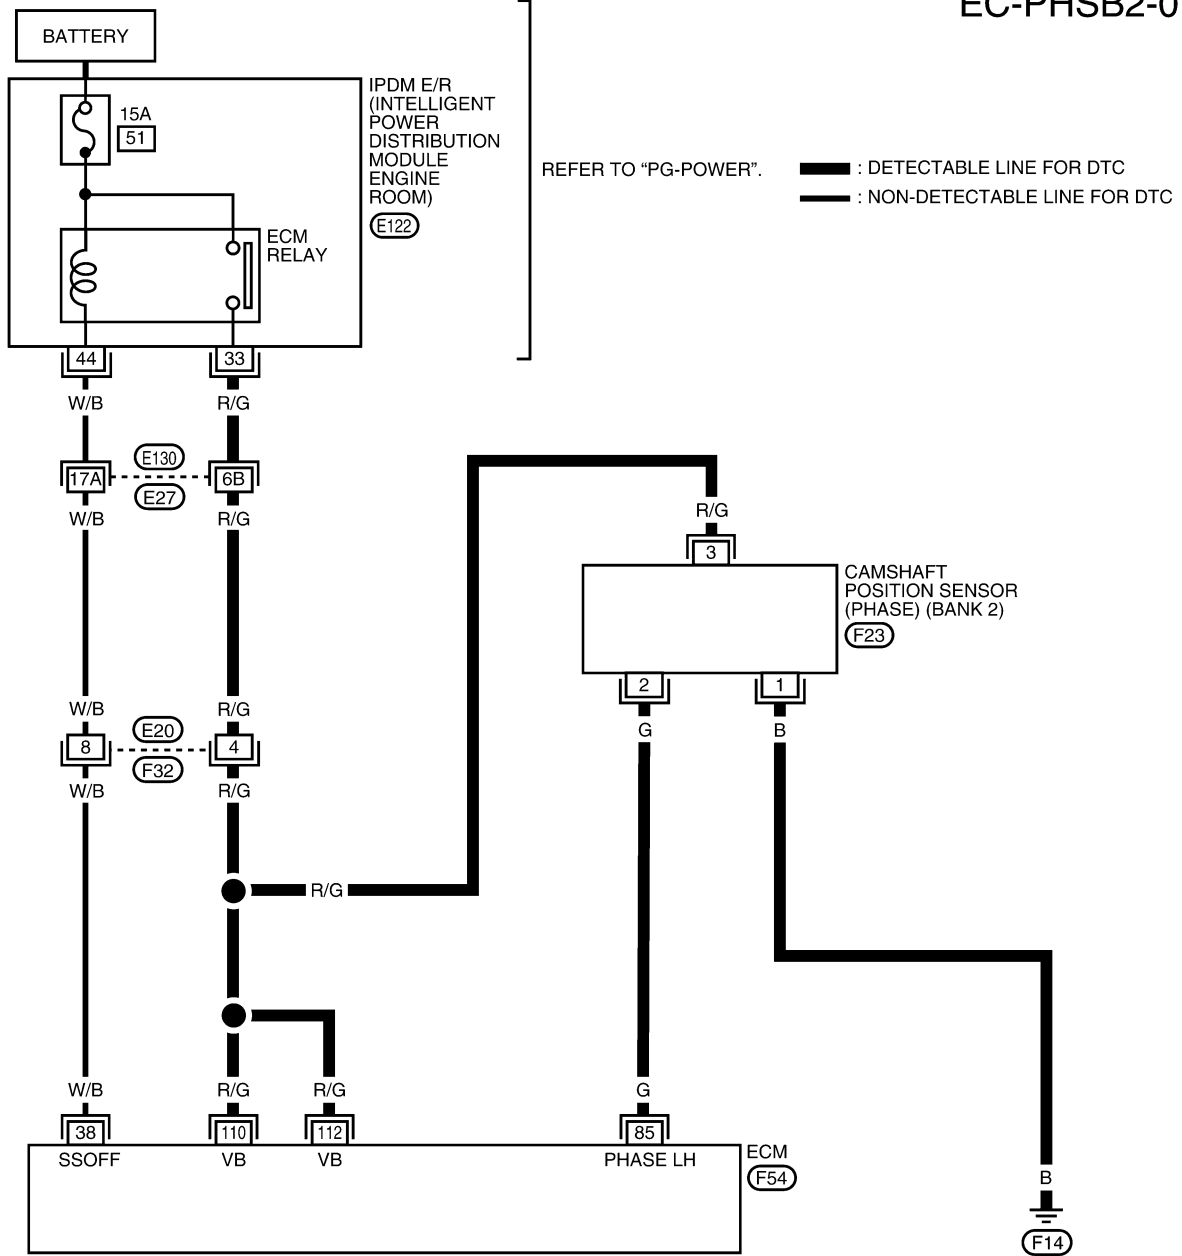 EC-PHSB2-0
BATTERY
15A
51
IPDM E/R
(INTELLIGENT
POWER
DISTRIBUTION
MODULE
ENGINE
ROOM)
E122
REFER TO “PG-POWER”.
: DETECTABLE LINE FOR DTC
: NON-DETECTABLE LINE FOR DTC
ECM
RELAY
44
33
W/B
R/G
17A
E130
E27
6B
W/B
R/G
R/G
3
CAMSHAFT
POSITION SENSOR
(PHASE) (BANK 2)
F23
2
1
G
B
W/B
R/G
8
E20
F32
4
W/B
R/G
R/G
W/B
R/G
R/G
G
38
110
112
85
SSOFF
VB
VB
PHASE LH
ECM
F54
B
F14